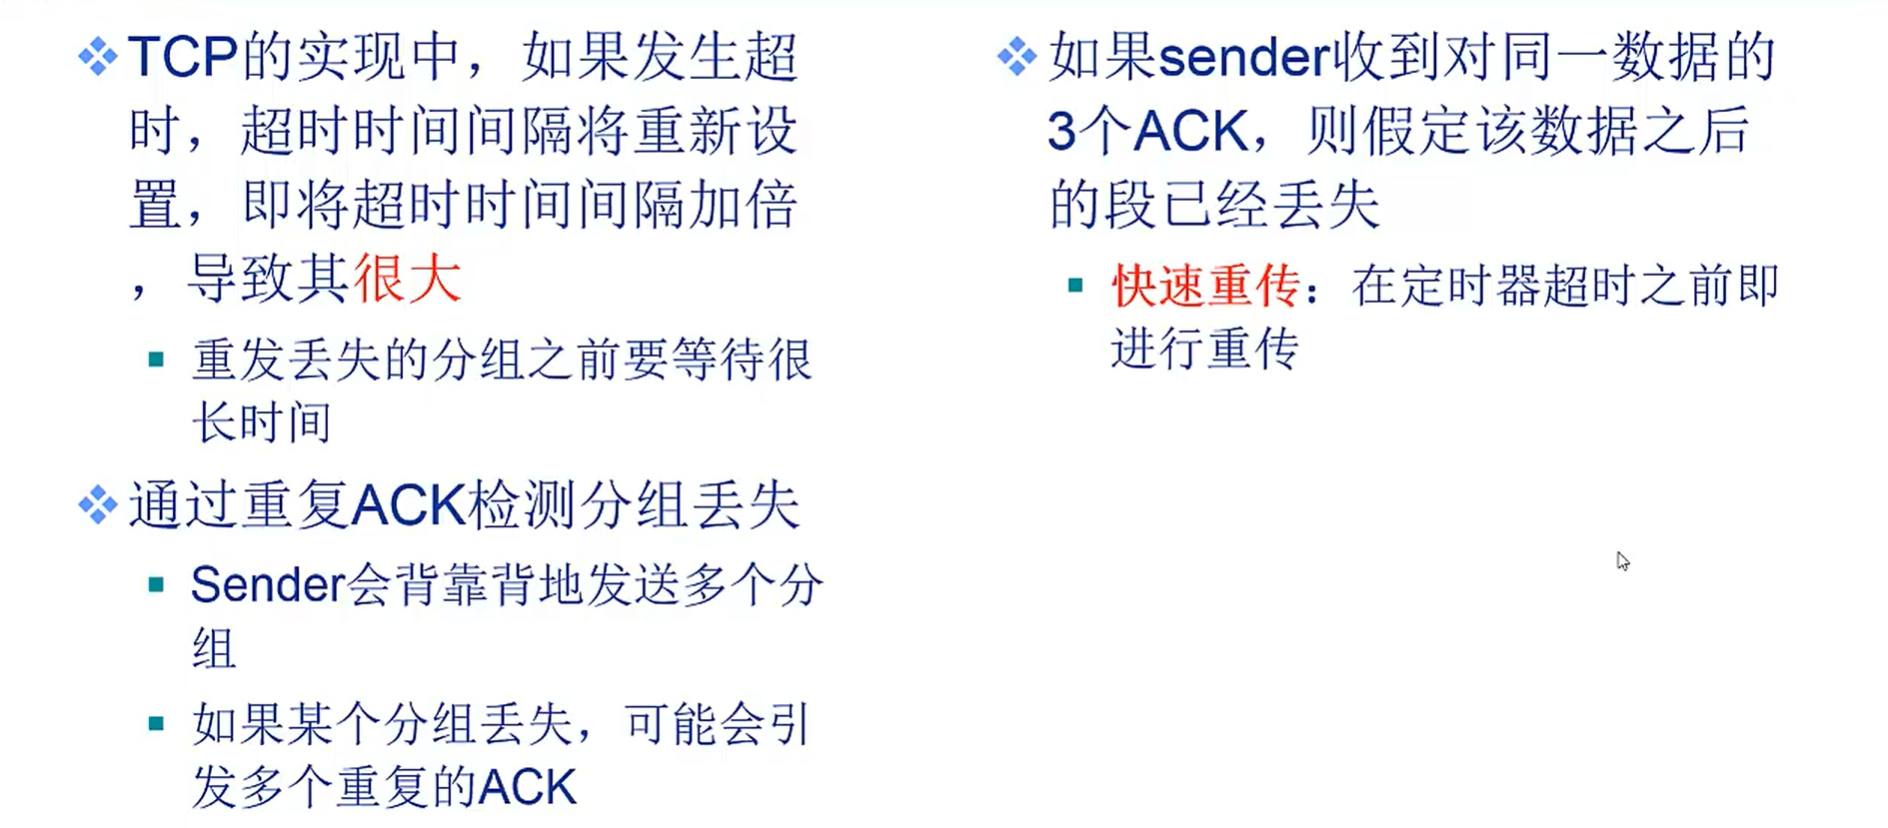 TCP的实现中，如果发生超
时，超时时间间隔将重新设
置，即将超时时间间隔加倍
，导致其很大
重发丢失的分组之前要等待很
长时间
通过重复ACK检测分组丢失
Sender会背靠背地发送多个分
组
如果某个分组丢失，可能会引
发多个重复的ACK
如果sender收到对同一数据的
3个ACK，则假定该数据之后
的段已经丢失
快速重传：在定时器超时之前即
进行重传